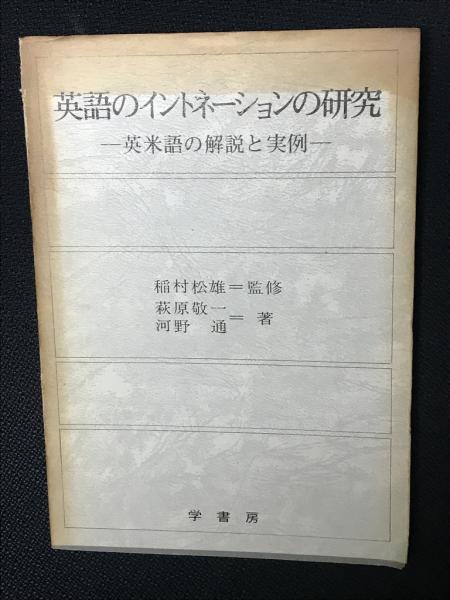 英語のイントネーションの研究
―英米語の解説と実例―
稲村松雄＝監修
萩原敬一
河野　通＝著
学書房